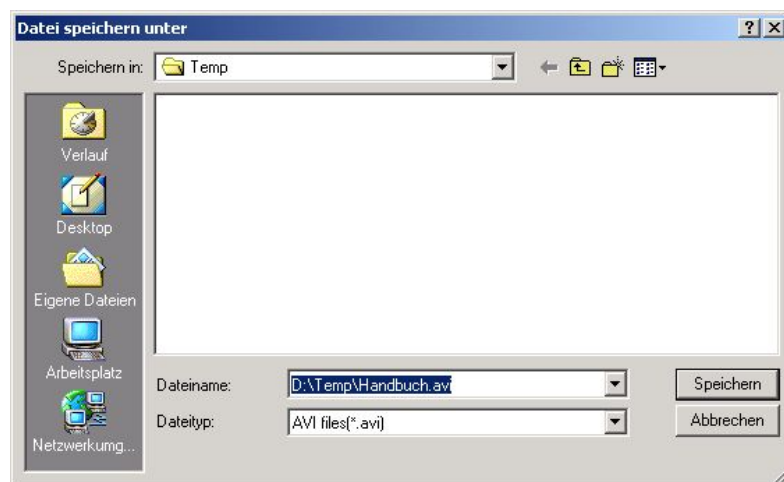 Datei speichern unter
Speichern in:
Temp
Verlauf
Desktop
Eigene Dateien
Arbeitsplatz
Netzwerkumg...
Dateiname:
D:\Temp\Handbuch.avi
Speichern
Dateityp:
AVI files(*.avi)
Abbrechen